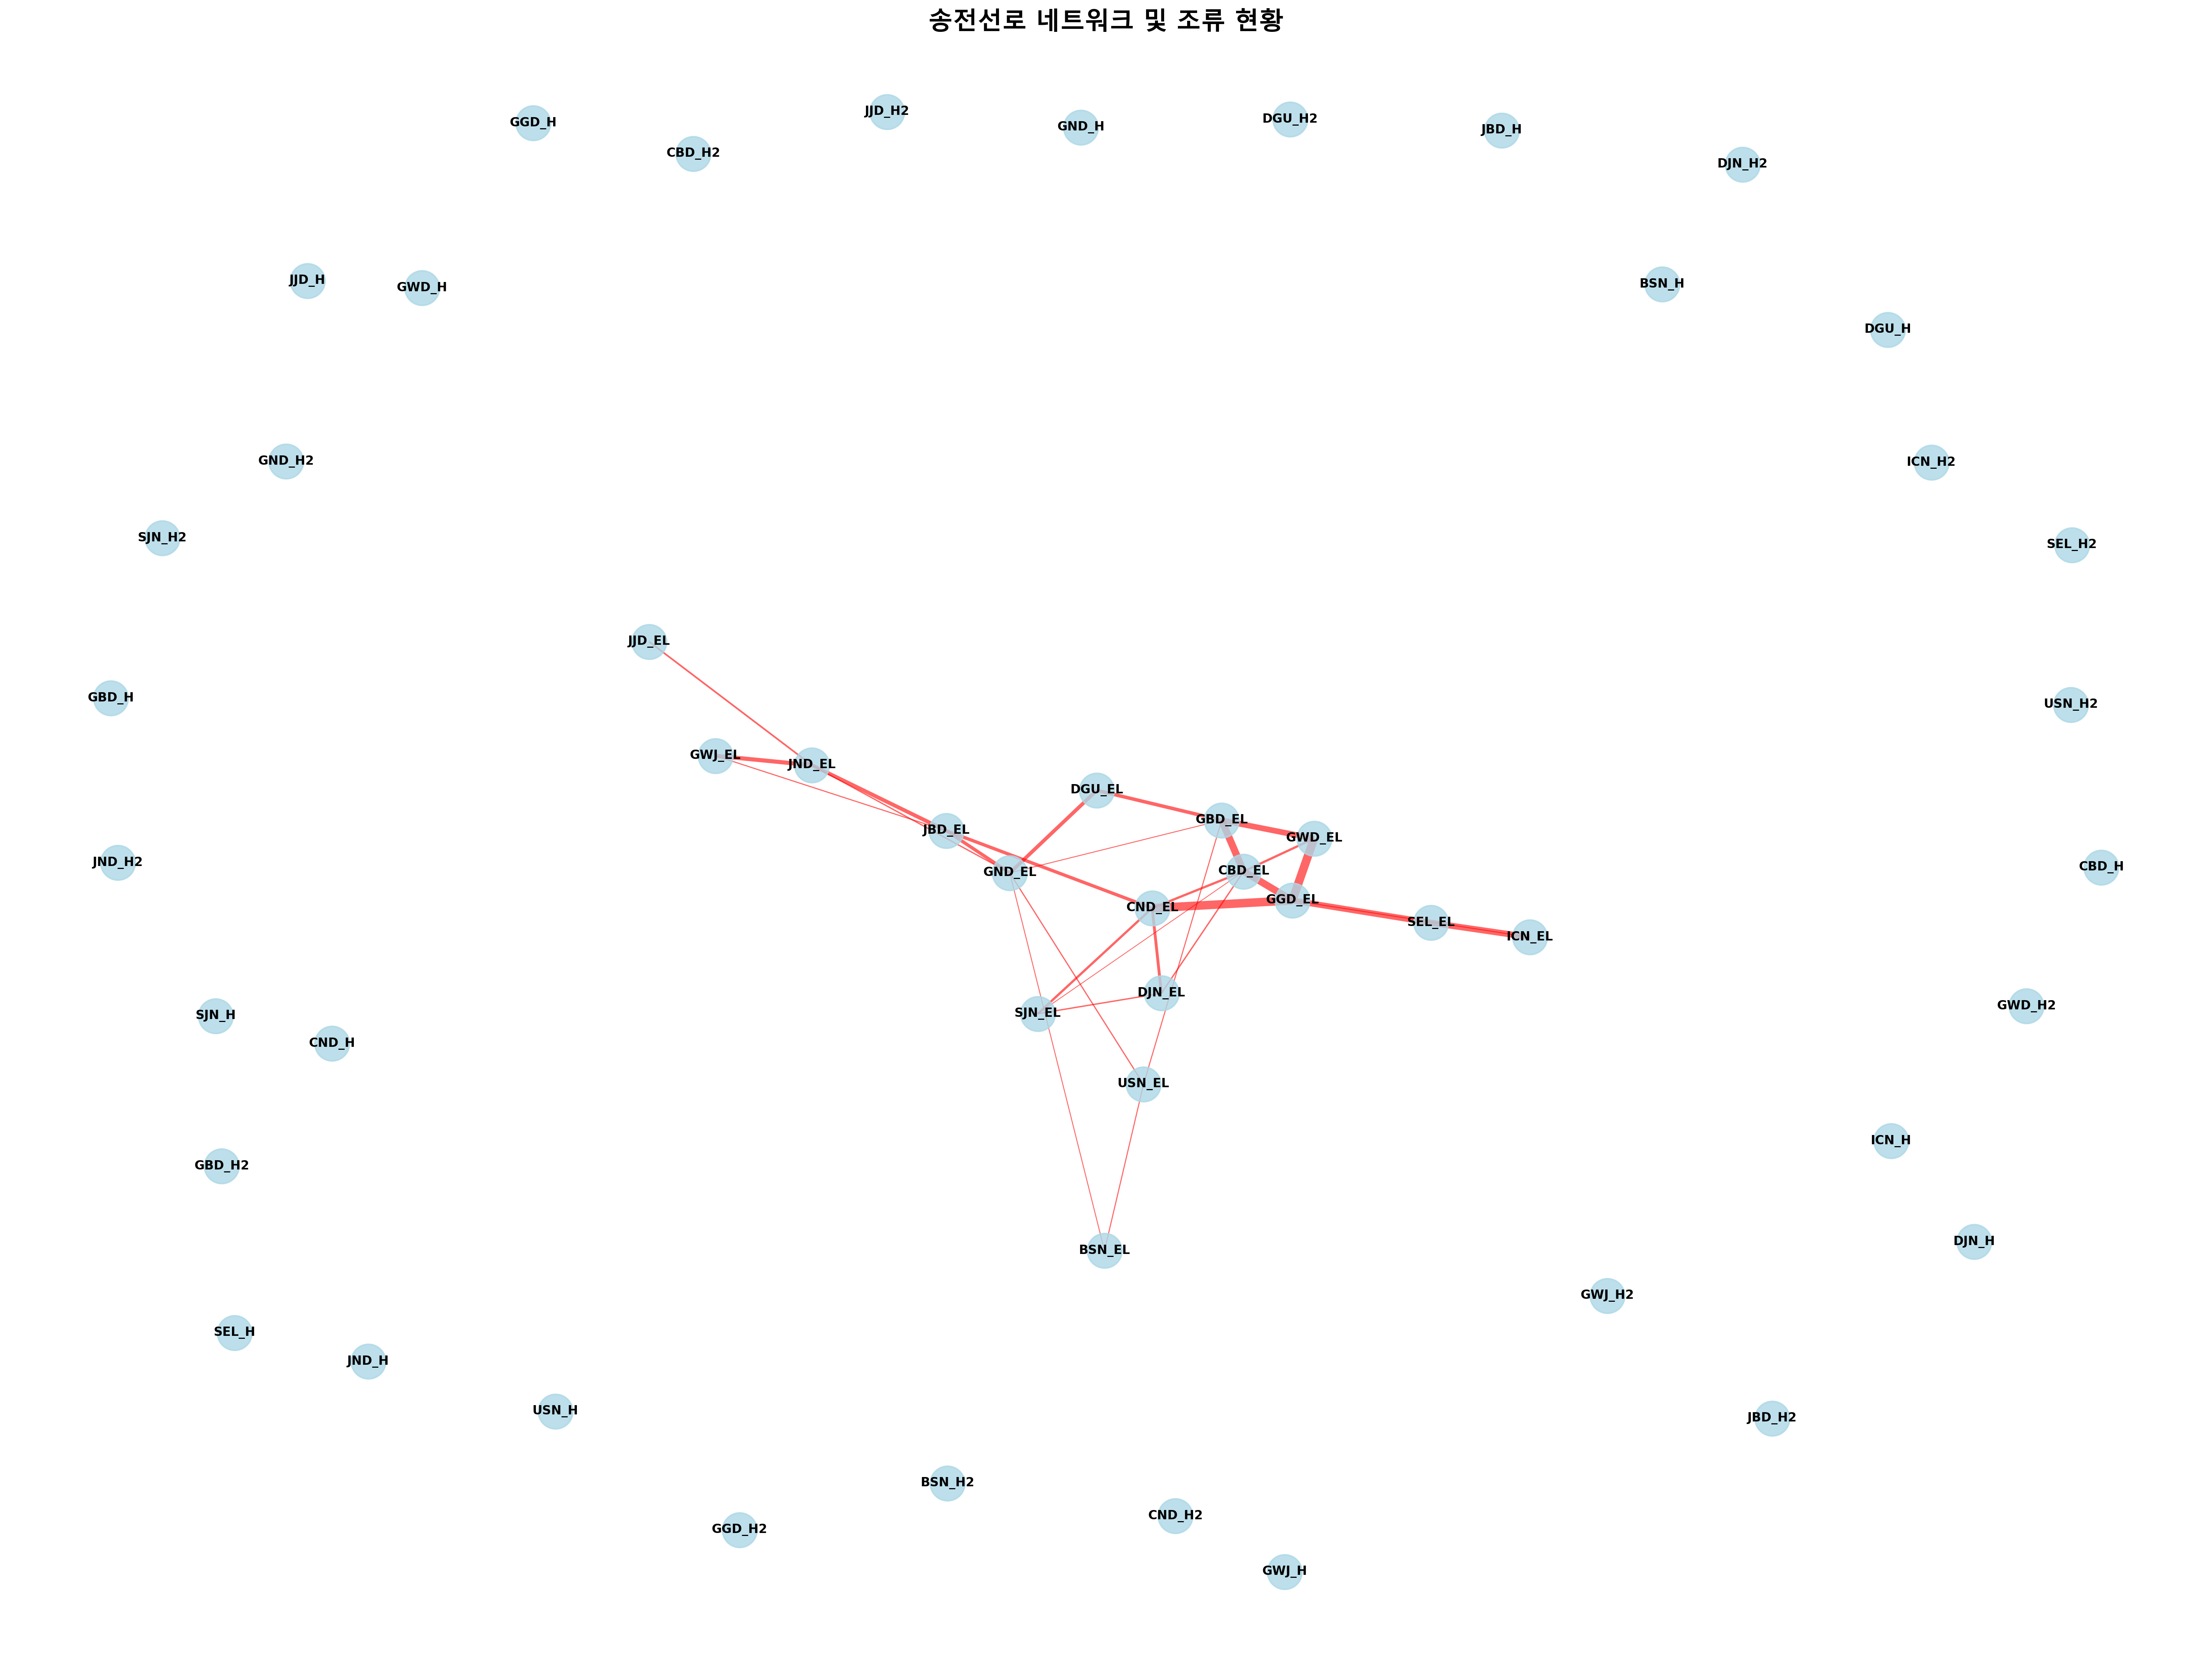 송전선로 네트워크 및 조류 현황
JJD_H2
GGD_H
DGU_H2
GND_H
JBD_H
CBD_H2
DJN_H2
JJD_H
BSN_H
GWD_H
DGU_H
GND_H2
ICN_H2
SJN_H2
SEL_H2
JJD_EL
GBD_H
USN_H2
GWJ_EL
JND_EL
DGU_EL
GBD_EL
JBD_EL
GWD_EL
JND_H2
CBD_H
CBD_EL
GND_EL
GGD_EL
CND_EL
SEL_EL
ICN_EL
DJN_EL
GWD_H2
SJN_EL
SJN_H
CND_H
USN_EL
ICN_H
GBD_H2
DJN_H
BSN_EL
GWJ_H2
SEL_H
JND_H
USN_H
JBD_H2
BSN_H2
CND_H2
GGD_H2
GWJ_H